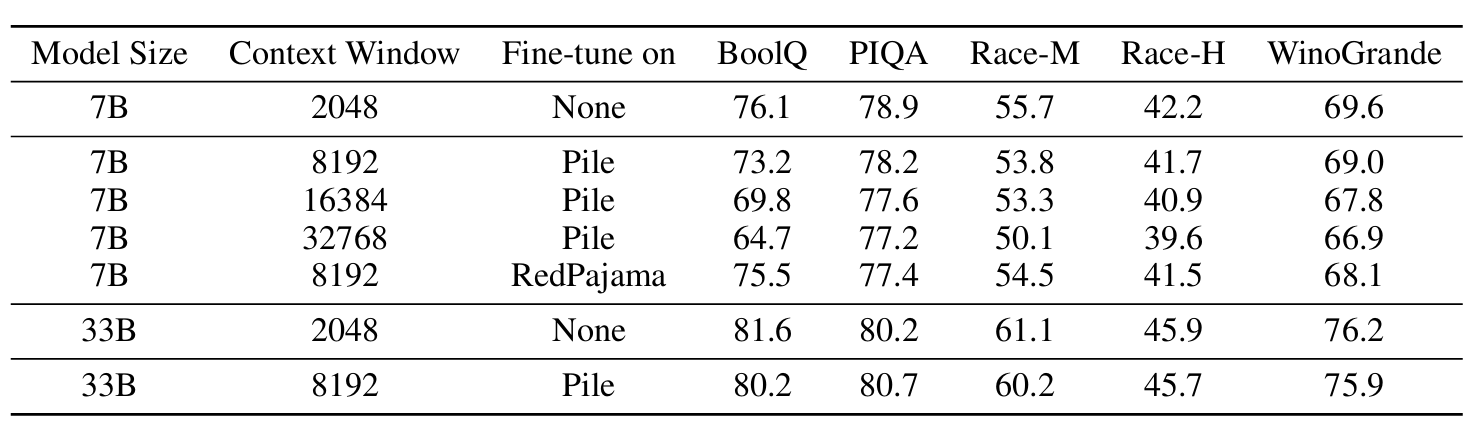 Model Size Context Window Fine-tune on BoolQ PIQA Race-M Race-H WinoGrande
7B 2048 None 76.1 78.9 55.7 42.2 69.6
7B 8192 Pile 73.2 78.2 53.8 41.7 69.0
7B 16384 Pile 69.8 77.6 53.3 40.9 67.8
7B 32768 Pile 64.7 77.2 50.1 39.6 66.9
7B 8192 RedPajama 75.5 77.4 54.5 41.5 68.1
33B 2048 None 81.6 80.2 61.1 45.9 76.2
33B 8192 Pile 80.2 80.7 60.2 45.7 75.9